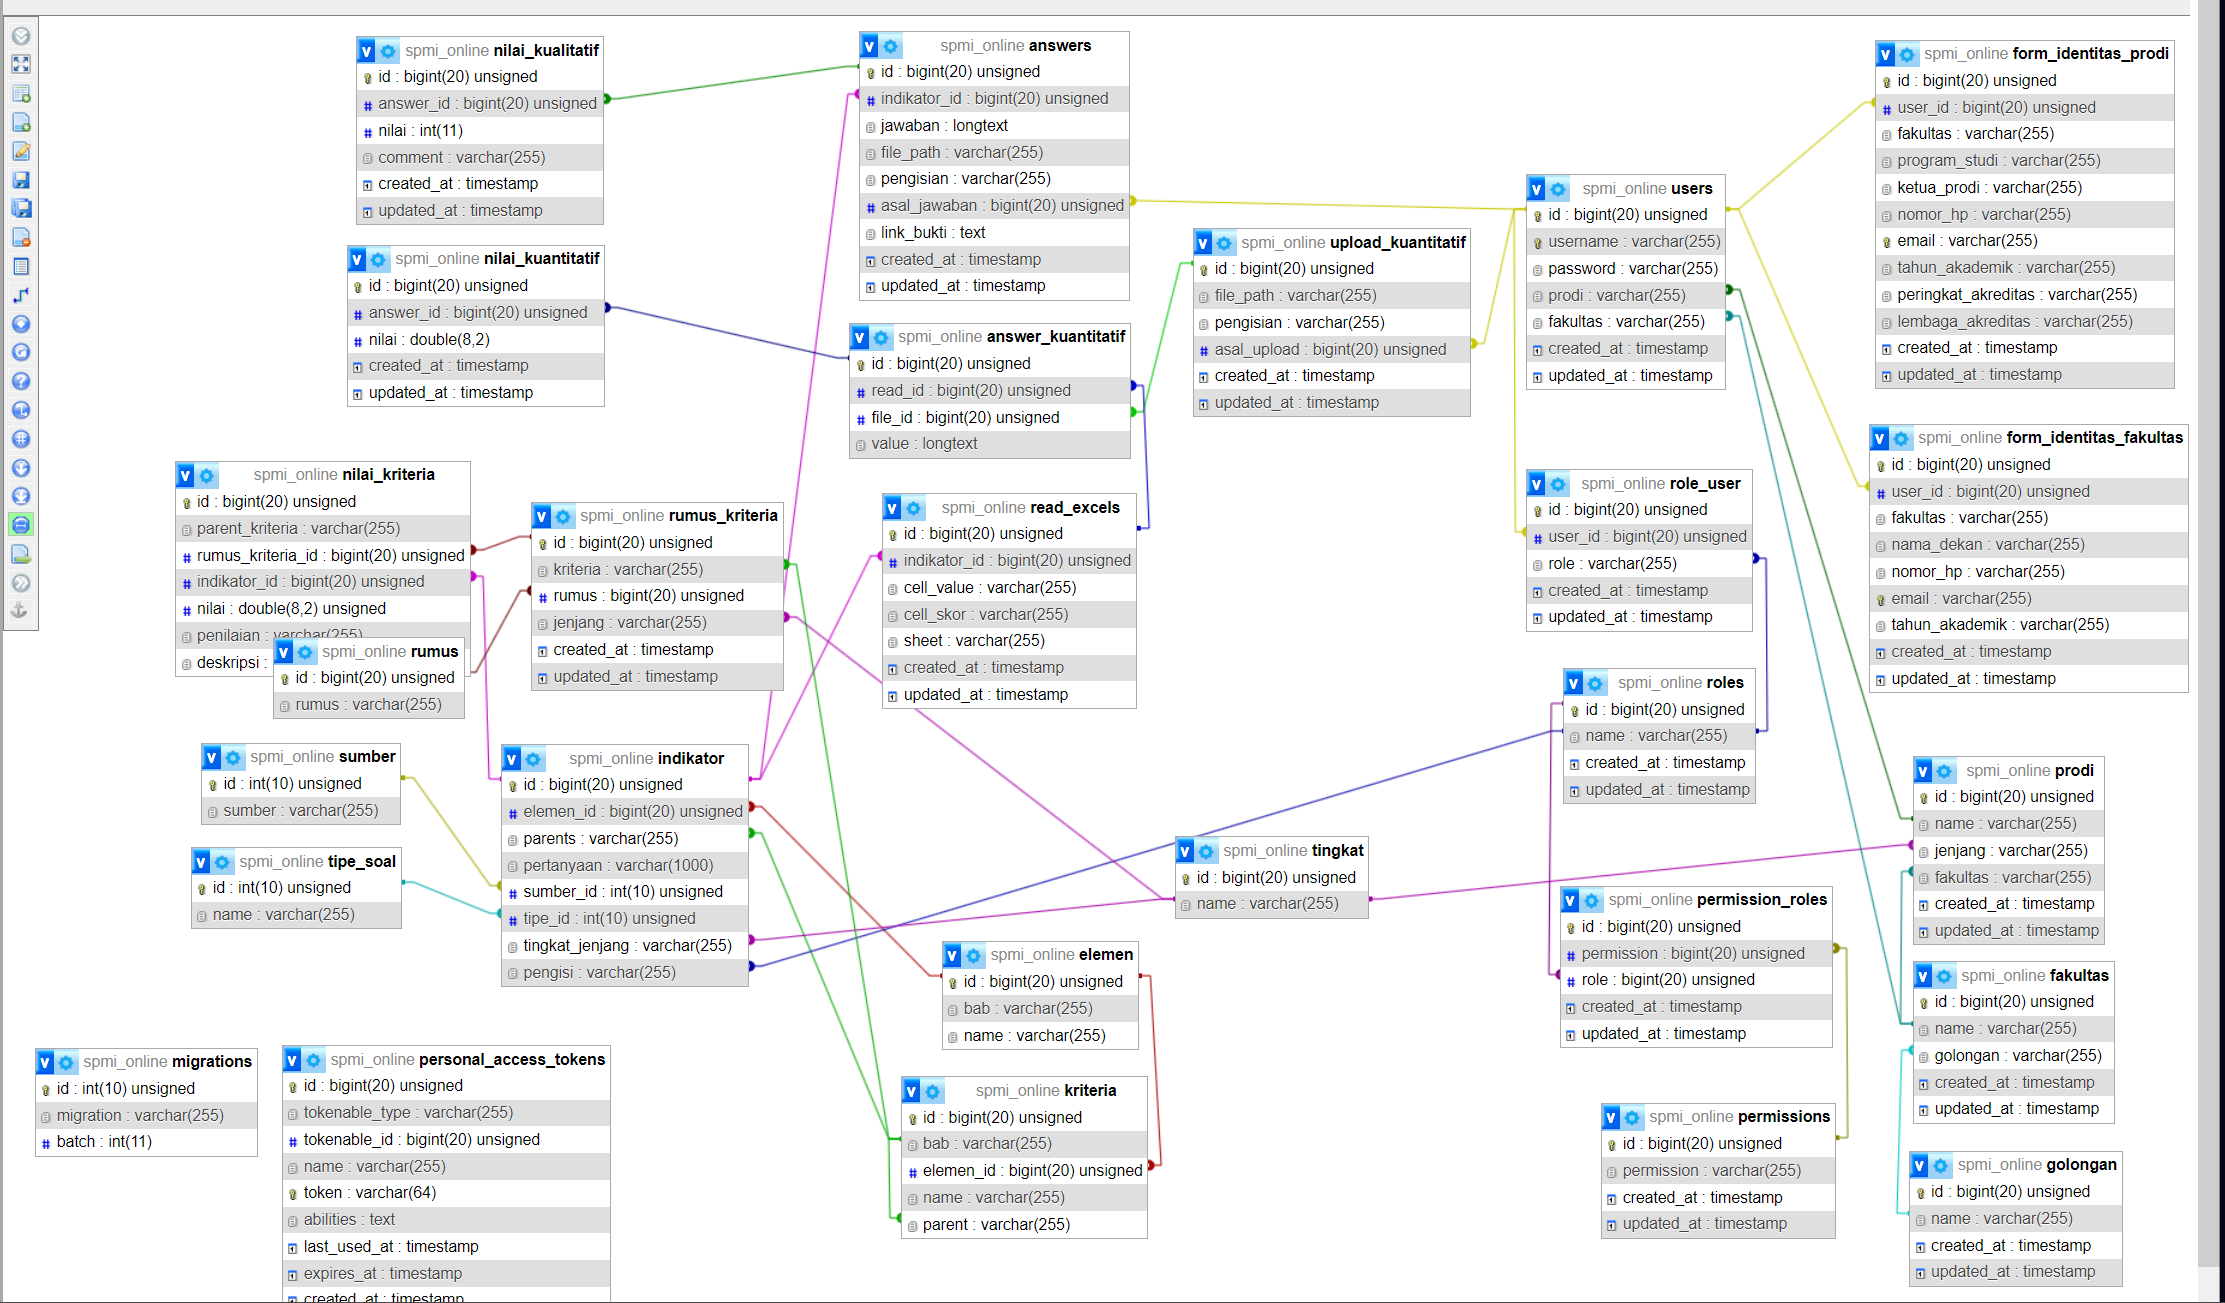 spmi_online nilai_kualitatif
id : bigint(20) unsigned
answer_id : bigint(20) unsigned
nilai : int(11)
comment : varchar(255)
created_at : timestamp
updated_at : timestamp
spmi_online answers
id : bigint(20) unsigned
indikator_id : bigint(20) unsigned
jawaban : longtext
file_path : varchar(255)
pengisian : varchar(255)
asal_jawaban : bigint(20) unsigned
link_bukti : text
created_at : timestamp
updated_at : timestamp
spmi_online form_identitas_prodi
id : bigint(20) unsigned
user_id : bigint(20) unsigned
fakultas : varchar(255)
program_studi : varchar(255)
ketua_prodi : varchar(255)
nomor_hp : varchar(255)
email : varchar(255)
tahun_akademik : varchar(255)
peringkat_akreditas : varchar(255)
lembaga_akreditas : varchar(255)
created_at : timestamp
updated_at : timestamp
spmi_online users
id : bigint(20) unsigned
username : varchar(255)
password : varchar(255)
prodi : varchar(255)
fakultas : varchar(255)
created_at : timestamp
updated_at : timestamp
spmi_online upload_kuantitatif
id : bigint(20) unsigned
file_path : varchar(255)
pengisian : varchar(255)
asal_upload : bigint(20) unsigned
created_at : timestamp
updated_at : timestamp
spmi_online nilai_kuantitatif
id : bigint(20) unsigned
answer_id : bigint(20) unsigned
nilai : double(8,2)
created_at : timestamp
updated_at : timestamp
spmi_online answer_kuantitatif
id : bigint(20) unsigned
read_id : bigint(20) unsigned
file_id : bigint(20) unsigned
value : longtext
spmi_online form_identitas_fakultas
id : bigint(20) unsigned
user_id : bigint(20) unsigned
fakultas : varchar(255)
nama_dekan : varchar(255)
nomor_hp : varchar(255)
email : varchar(255)
tahun_akademik : varchar(255)
created_at : timestamp
updated_at : timestamp
spmi_online nilai_kriteria
id : bigint(20) unsigned
parent_kriteria : varchar(255)
rumus_kriteria_id : bigint(20) unsigned
indikator_id : bigint(20) unsigned
nilai : double(8,2) unsigned
penilaian : varchar(255)
deskripsi :
spmi_online rumus
id : bigint(20) unsigned
rumus : varchar(255)
spmi_online rumus_kriteria
id : bigint(20) unsigned
kriteria : varchar(255)
rumus : bigint(20) unsigned
jenjang : varchar(255)
created_at : timestamp
updated_at : timestamp
spmi_online read_excels
id : bigint(20) unsigned
indikator_id : bigint(20) unsigned
cell_value : varchar(255)
cell_skor : varchar(255)
sheet : varchar(255)
created_at : timestamp
updated_at : timestamp
spmi_online role_user
id : bigint(20) unsigned
user_id : bigint(20) unsigned
role : varchar(255)
created_at : timestamp
updated_at : timestamp
spmi_online roles
id : bigint(20) unsigned
name : varchar(255)
created_at : timestamp
updated_at : timestamp
spmi_online sumber
id : int(10) unsigned
sumber : varchar(255)
spmi_online tipe_soal
id : int(10) unsigned
name : varchar(255)
spmi_online indikator
id : bigint(20) unsigned
elemen_id : bigint(20) unsigned
parents : varchar(255)
pertanyaan : varchar(1000)
sumber_id : int(10) unsigned
tipe_id : int(10) unsigned
tingkat_jenjang : varchar(255)
pengisi : varchar(255)
spmi_online tingkat
id : bigint(20) unsigned
name : varchar(255)
spmi_online prodi
id : bigint(20) unsigned
name : varchar(255)
jenjang : varchar(255)
fakultas : varchar(255)
created_at : timestamp
updated_at : timestamp
spmi_online permission_roles
id : bigint(20) unsigned
permission : bigint(20) unsigned
role : bigint(20) unsigned
created_at : timestamp
updated_at : timestamp
spmi_online elemen
id : bigint(20) unsigned
bab : varchar(255)
name : varchar(255)
spmi_online fakultas
id : bigint(20) unsigned
name : varchar(255)
golongan : varchar(255)
created_at : timestamp
updated_at : timestamp
spmi_online migrations
id : int(10) unsigned
migration : varchar(255)
batch : int(11)
spmi_online personal_access_tokens
id : bigint(20) unsigned
tokenable_type : varchar(255)
tokenable_id : bigint(20) unsigned
name : varchar(255)
token : varchar(64)
abilities : text
last_used_at : timestamp
expires_at : timestamp
created_at : timestamp
spmi_online kriteria
id : bigint(20) unsigned
bab : varchar(255)
elemen_id : bigint(20) unsigned
name : varchar(255)
parent : varchar(255)
spmi_online permissions
id : bigint(20) unsigned
permission : varchar(255)
created_at : timestamp
updated_at : timestamp
spmi_online golongan
id : bigint(20) unsigned
name : varchar(255)
created_at : timestamp
updated_at : timestamp